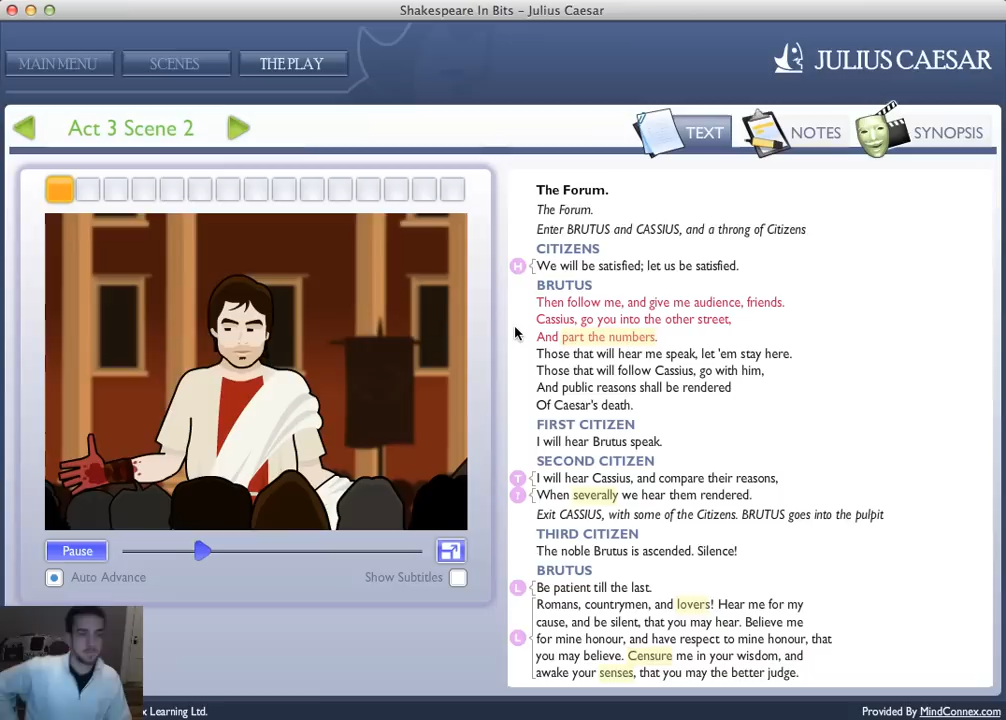 Shakespeare In Bits - Julius Caesar
MAIN MENU
SCENES
THE PLAY
JULIUS CAESAR
Act 3 Scene 2
TEXT
NOTES
SYNOPSIS
The Forum.
The Forum.
Enter BRUTUS and CASSIUS, and a throng of Citizens
CITIZENS
H We will be satisfied; let us be satisfied.
BRUTUS
Then follow me, and give me audience, friends.
Cassius, go you into the other street,
And part the numbers.
Those that will hear me speak, let 'em stay here.
Those that will follow Cassius, go with him,
And public reasons shall be rendered
Of Caesar's death.
FIRST CITIZEN
I will hear Brutus speak.
SECOND CITIZEN
T I will hear Cassius, and compare their reasons,
T When severally we hear them rendered.
Exit CASSIUS, with some of the Citizens. BRUTUS goes into the pulpit
THIRD CITIZEN
The noble Brutus is ascended. Silence!
BRUTUS
L Be patient till the last.
Romans, countrymen, and lovers! Hear me for my
cause, and be silent, that you may hear. Believe me
L for mine honour, and have respect to mine honour, that
you may believe. Censure me in your wisdom, and
awake your senses, that you may the better judge.
Pause
Auto Advance
Show Subtitles
x Learning Ltd.
Provided By MindConnex.com